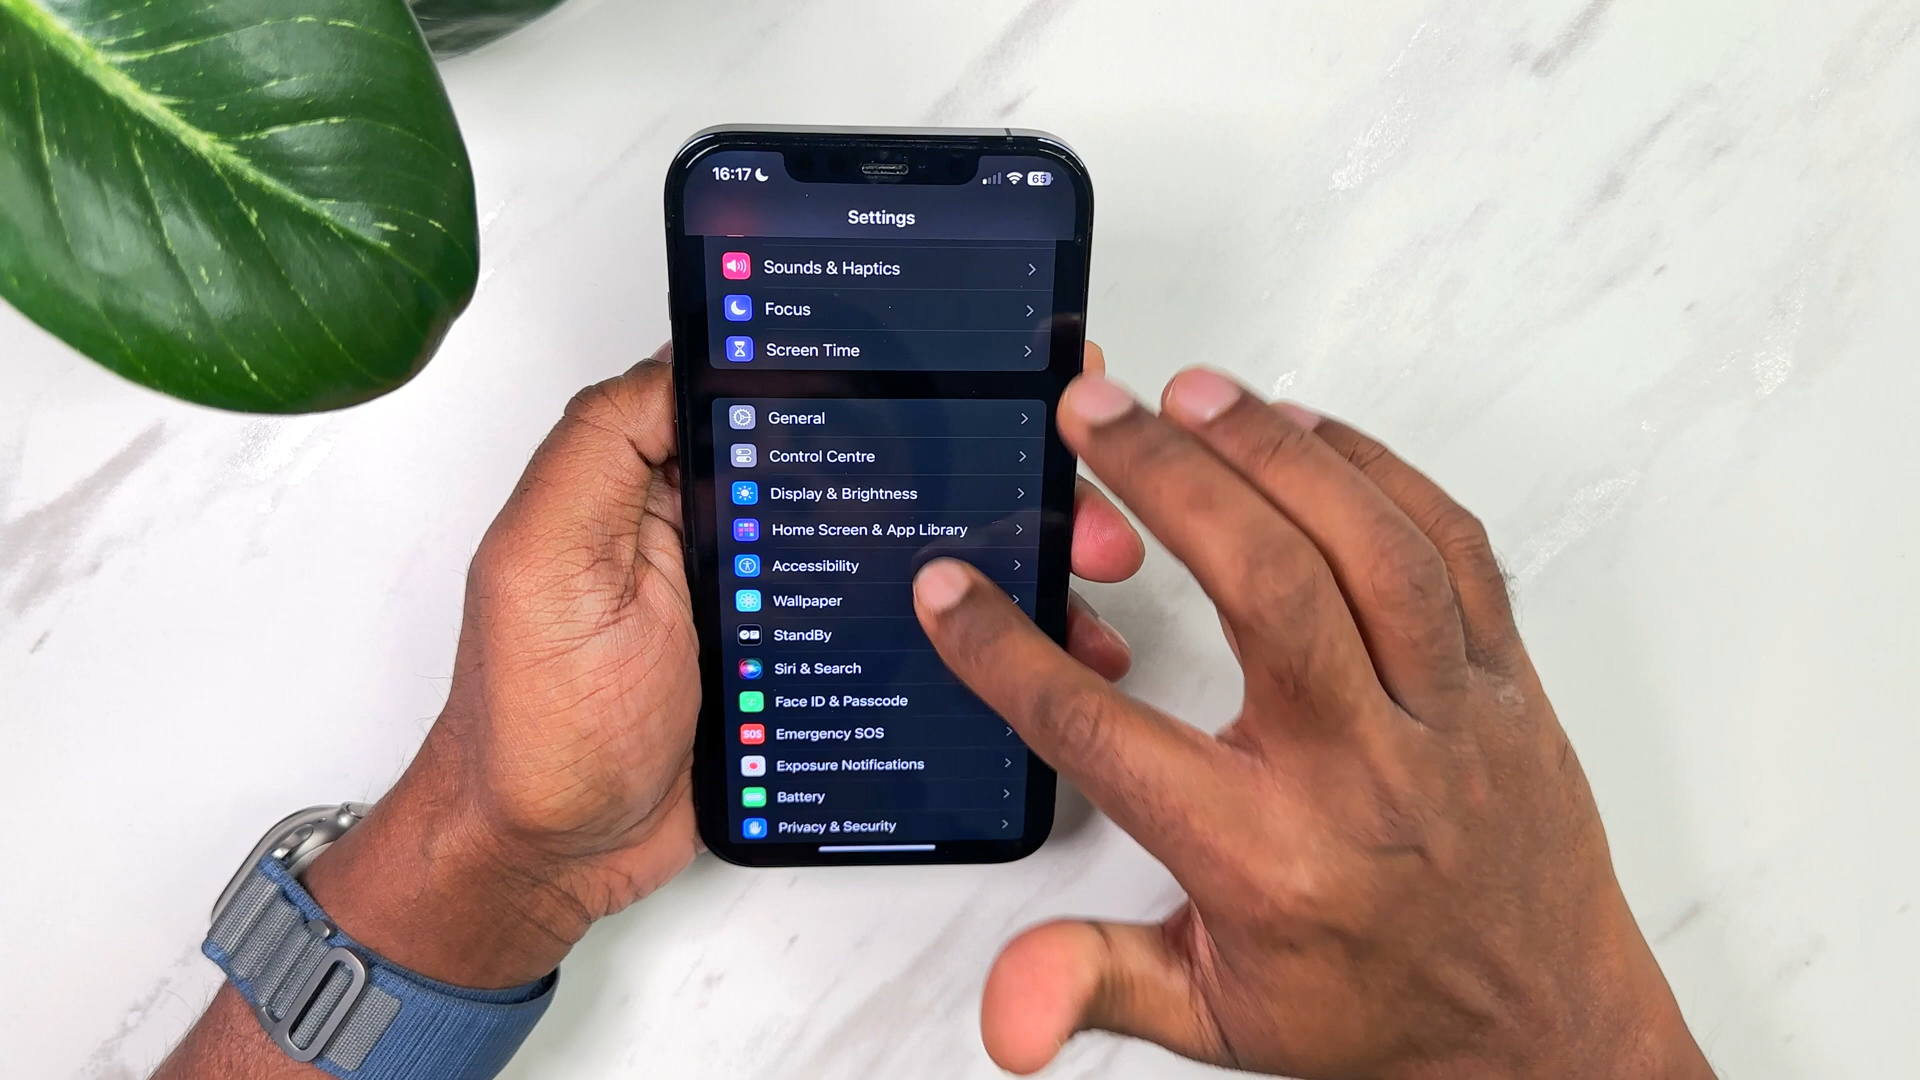 16:17
65
Settings
Sounds & Haptics
Focus
Screen Time
General
Control Centre
Display & Brightness
Home Screen & App Library
Accessibility
Wallpaper
StandBy
Siri & Search
Face ID & Passcode
SOS Emergency SOS
Exposure Notifications
Battery
Privacy & Security